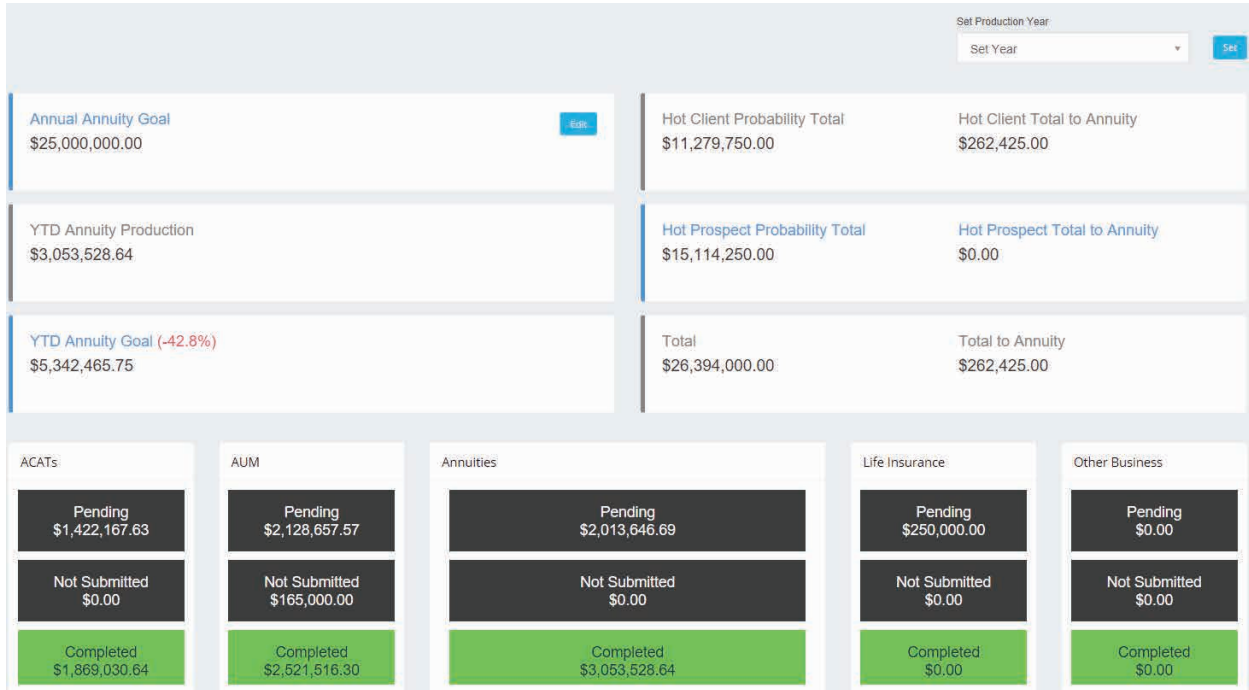 Set Production Year
Set Year
Set
Annual Annuity Goal
Edit
$25,000,000.00
Hot Client Probability Total
Hot Client Total to Annuity
$11,279,750.00
$262,425.00
YTD Annuity Production
$3,053,528.64
Hot Prospect Probability Total
Hot Prospect Total to Annuity
$15,114,250.00
$0.00
YTD Annuity Goal (-42.8%)
$5,342,465.75
Total
Total to Annuity
$26,394,000.00
$262,425.00
ACATs
Pending
$1,422,167.63
Not Submitted
$0.00
Completed
$1,869,030.64
AUM
Pending
$2,128,657.57
Not Submitted
$165,000.00
Completed
$2,521,516.30
Annuities
Pending
$2,013,646.69
Not Submitted
$0.00
Completed
$3,053,528.64
Life Insurance
Pending
$250,000.00
Not Submitted
$0.00
Completed
$0.00
Other Business
Pending
$0.00
Not Submitted
$0.00
Completed
$0.00